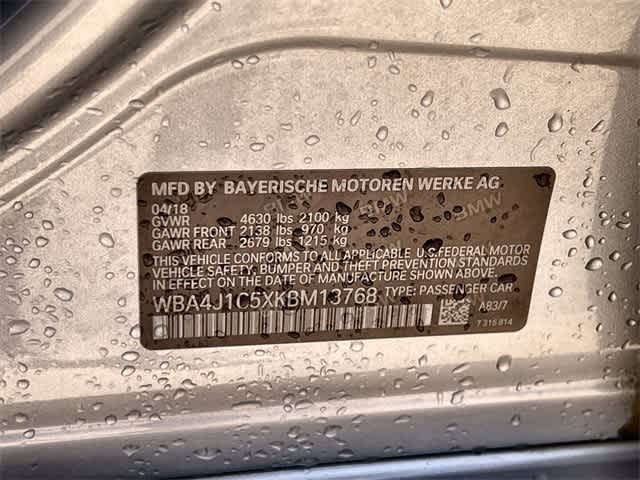 MFD BY BAYERISCHE MOTOREN WERKE AG
04/18
GVWR 4630 lbs 2100 kg
GAWR FRONT 2138 lbs 970 kg
GAWR REAR 2679 lbs 1215 kg
THIS VEHICLE CONFORMS TO ALL APPLICABLE U.S.FEDERAL MOTOR
VEHICLE SAFETY, BUMPER AND THEFT PREVENTION STANDARDS
IN EFFECT ON THE DATE OF MANUFACTURE SHOWN ABOVE.
WBA4J1C5XKBM13768 TYPE: PASSENGER CAR
A83/7
7 315 814
BMW